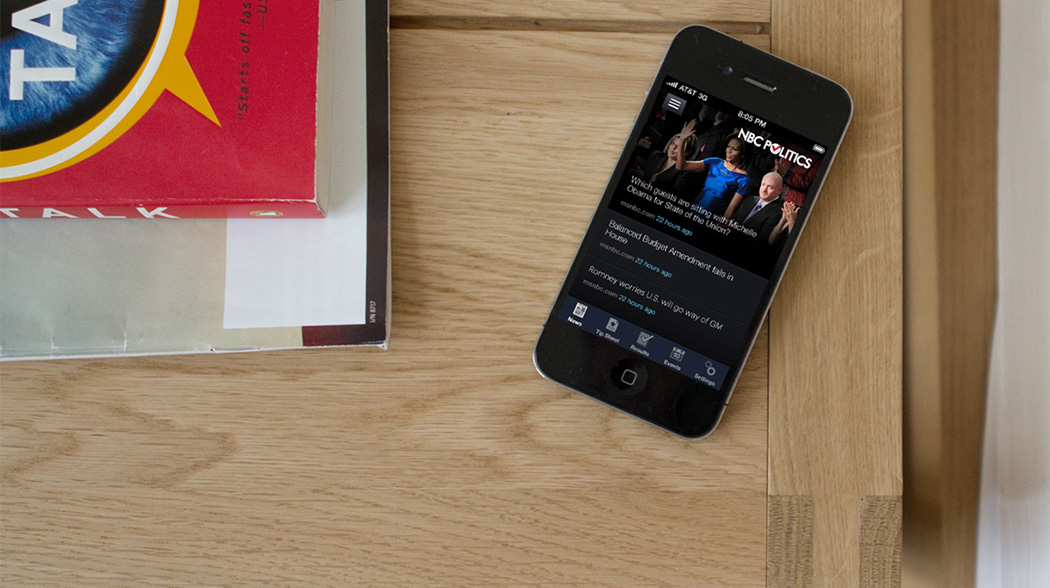 TA
"Starts off fas
—US
TALK
I/N 8757
AT&T 3G
8:05 PM
NBC POLITICS
Which guests are sitting with Michelle
Obama for State of the Union?
msnbc.com 22 hours ago
Balanced Budget Amendment fails in
House
msnbc.com 22 hours ago
Romney worries U.S. will go way of GM
msnbc.com 22 hours ago
News
Tip Sheet
Results
Events
Settings